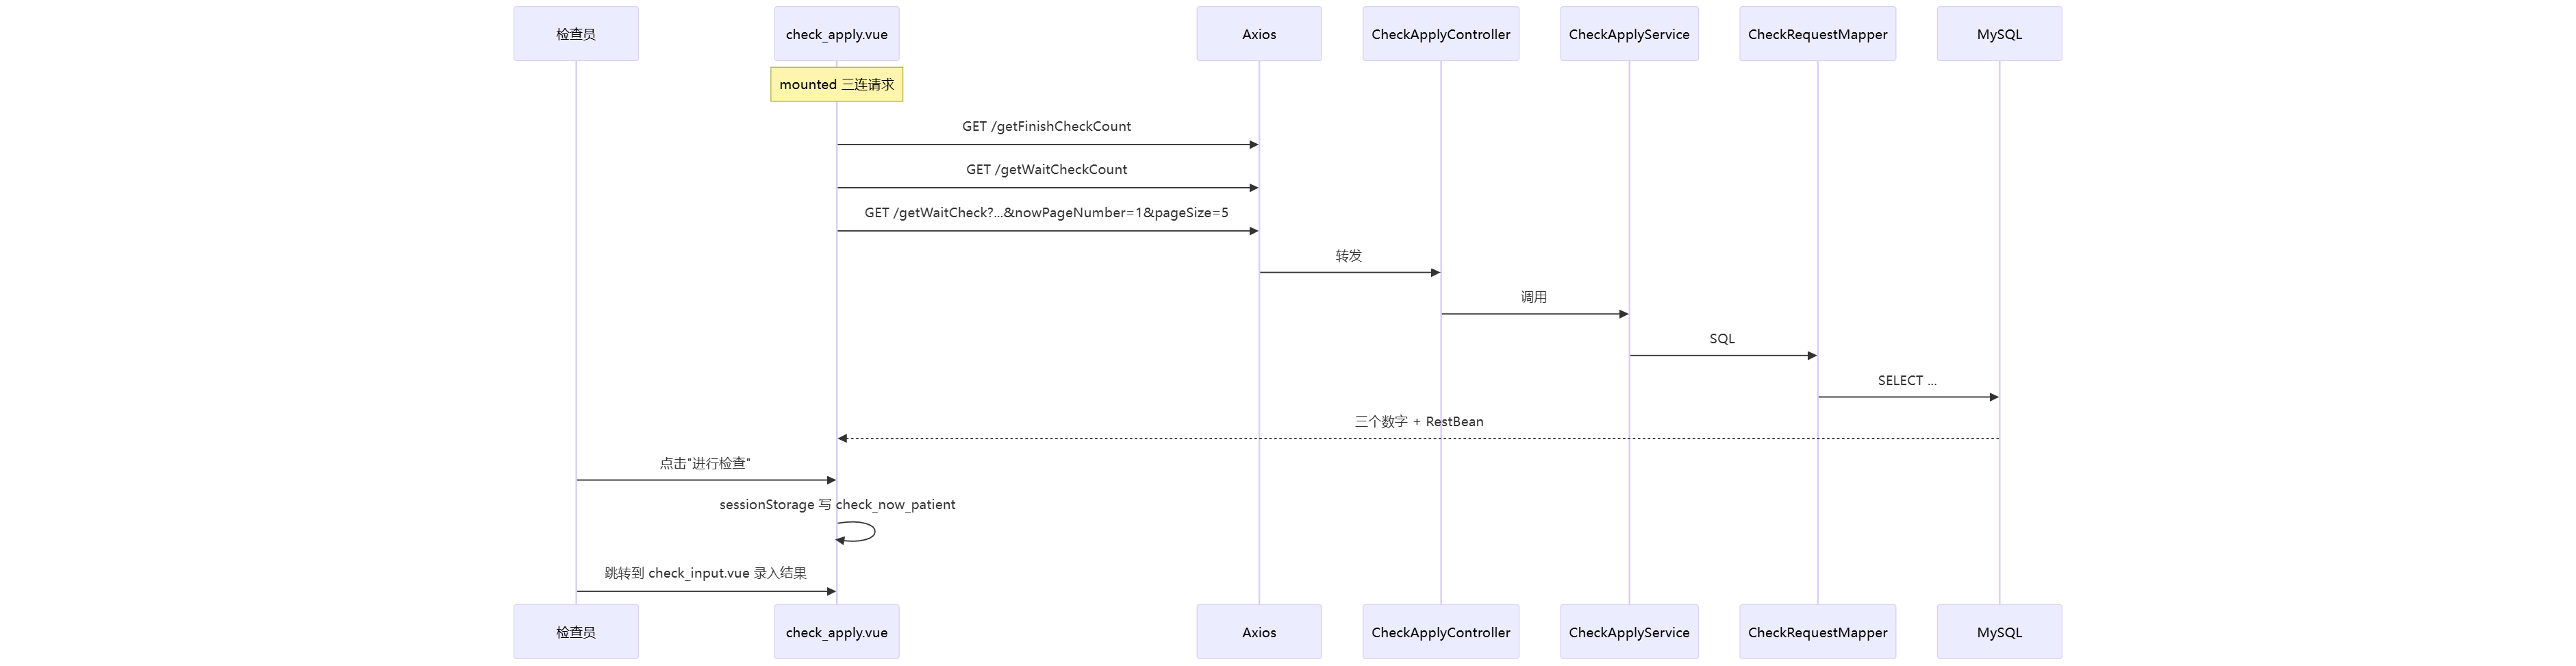 检查员
check_apply.vue
Axios
CheckApplyController
CheckApplyService
CheckRequestMapper
MySQL
mounted 三连请求
GET /getFinishCheckCount
GET /getWaitCheckCount
GET /getWaitCheck?...&nowPageNumber=1&pageSize=5
转发
调用
SQL
SELECT ...
三个数字 + RestBean
点击"进行检查"
sessionStorage 写 check_now_patient
跳转到 check_input.vue 录入结果
检查员
check_apply.vue
Axios
CheckApplyController
CheckApplyService
CheckRequestMapper
MySQL